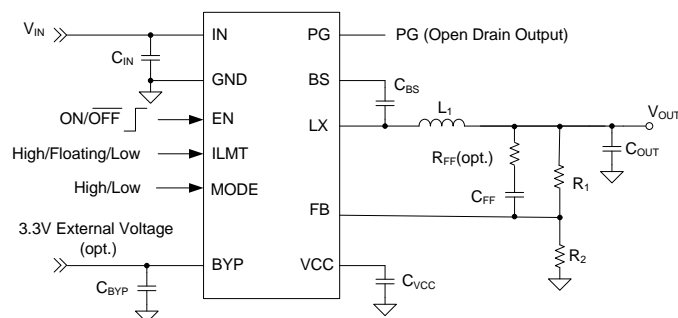 VIN
IN
PG
PG (Open Drain Output)
CIN
GND
BS
CBS
ON/OFF
EN
LX
L1
VOUT
High/Floating/Low
ILMT
RFF(opt.)
COUT
High/Low
MODE
R1
CFF
FB
3.3V External Voltage
(opt.)
BYP
VCC
R2
CBYP
CVCC